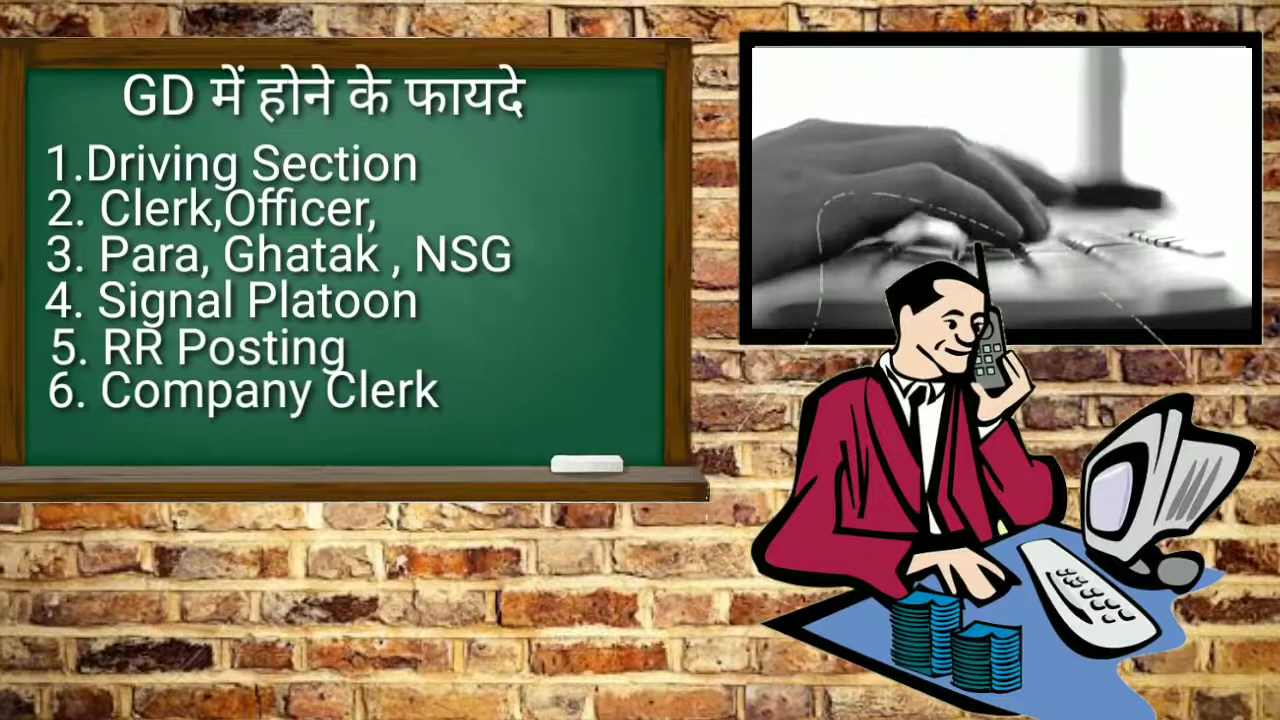 GD में होने के फायदे
1.Driving Section
2. Clerk,Officer,
3. Para, Ghatak , NSG
4. Signal Platoon
5. RR Posting
6. Company Clerk